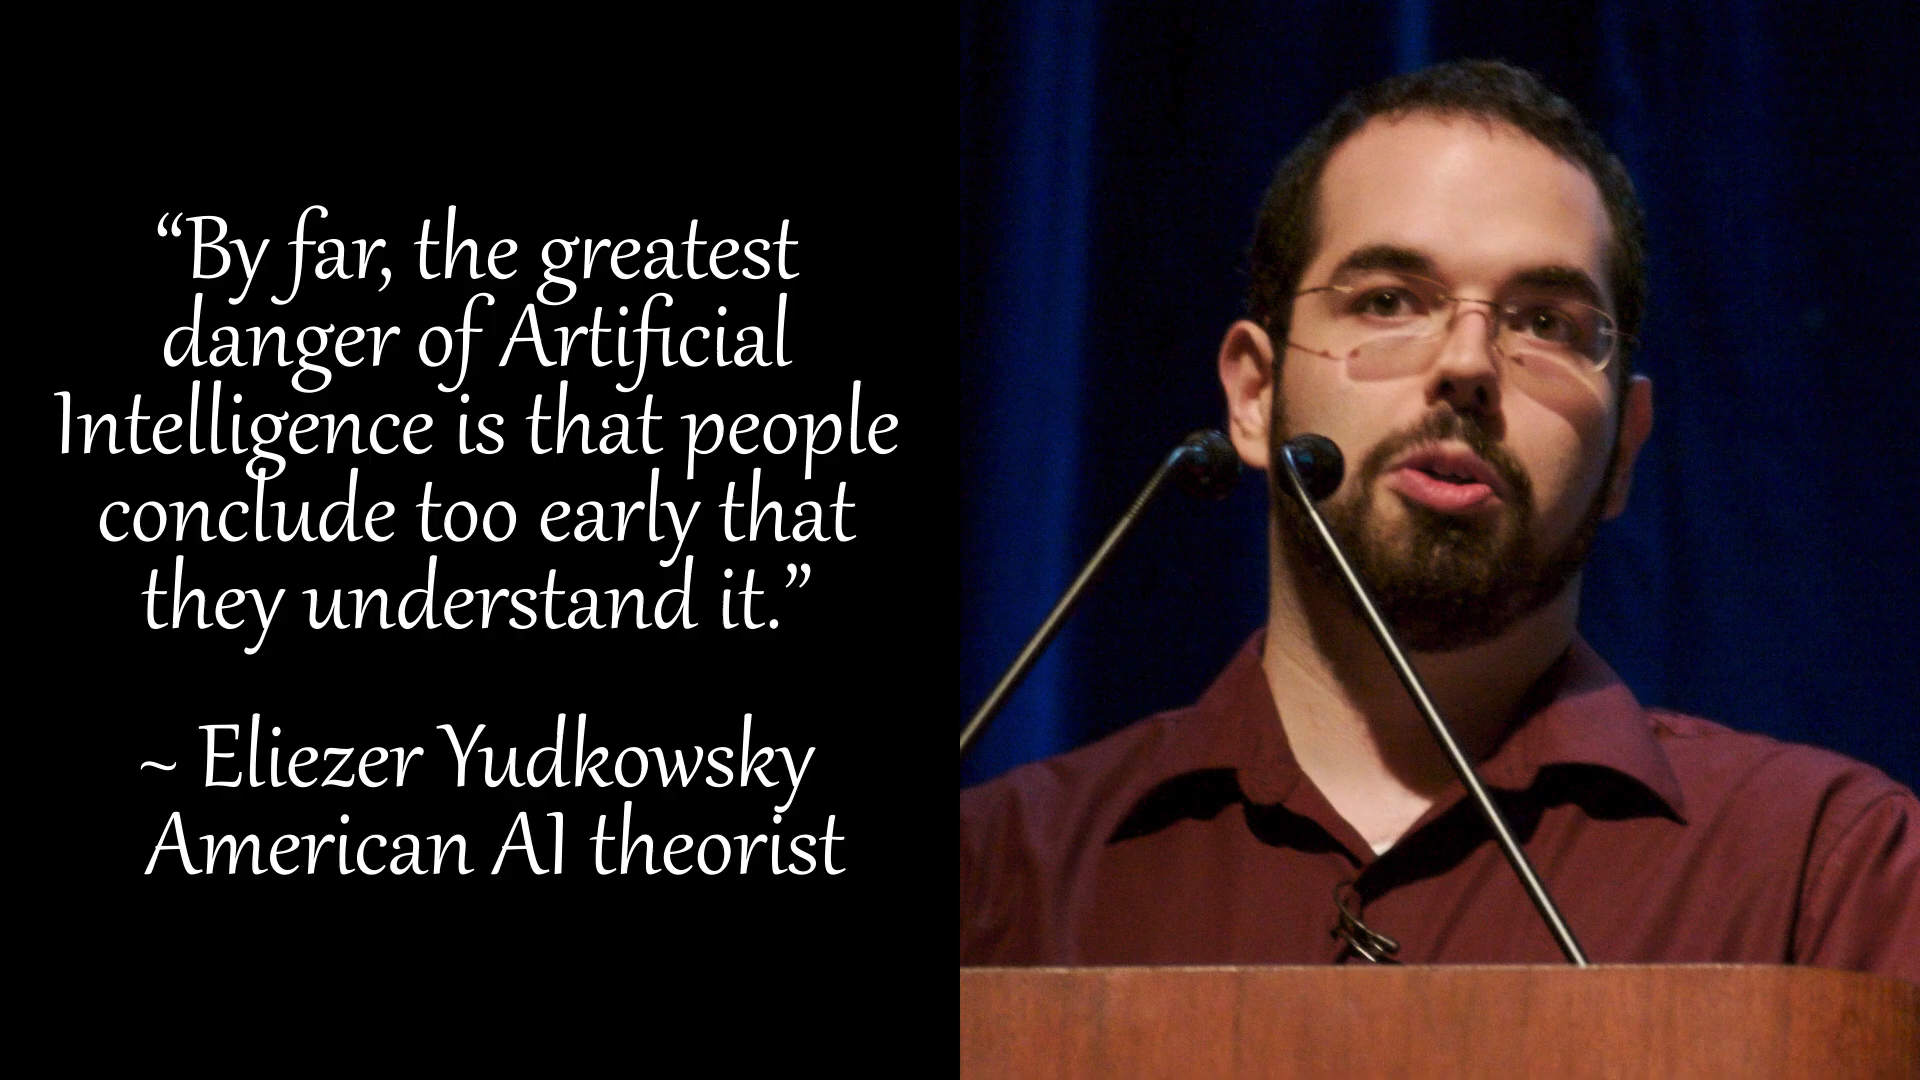 “By far, the greatest
danger of Artificial
Intelligence is that people
conclude too early that
they understand it.”
~ Eliezer Yudkowsky
American AI theorist